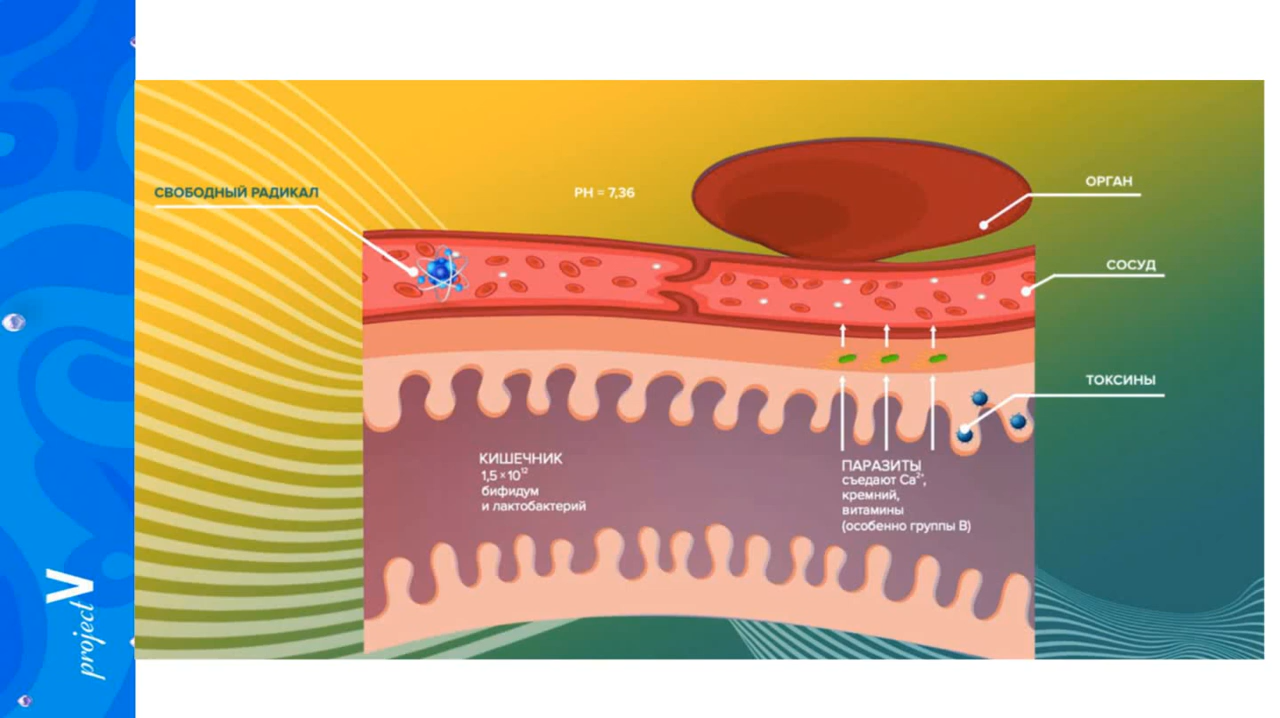 СВОБОДНЫЙ РАДИКАЛ
PH = 7,36
ОРГАН
СОСУД
ТОКСИНЫ
КИШЕЧНИК
1,5 × 10¹²
бифидум
и лактобактерий
ПАРАЗИТЫ
съедают Ca²⁺,
кремний,
витамины
(особенно группы В)
project V